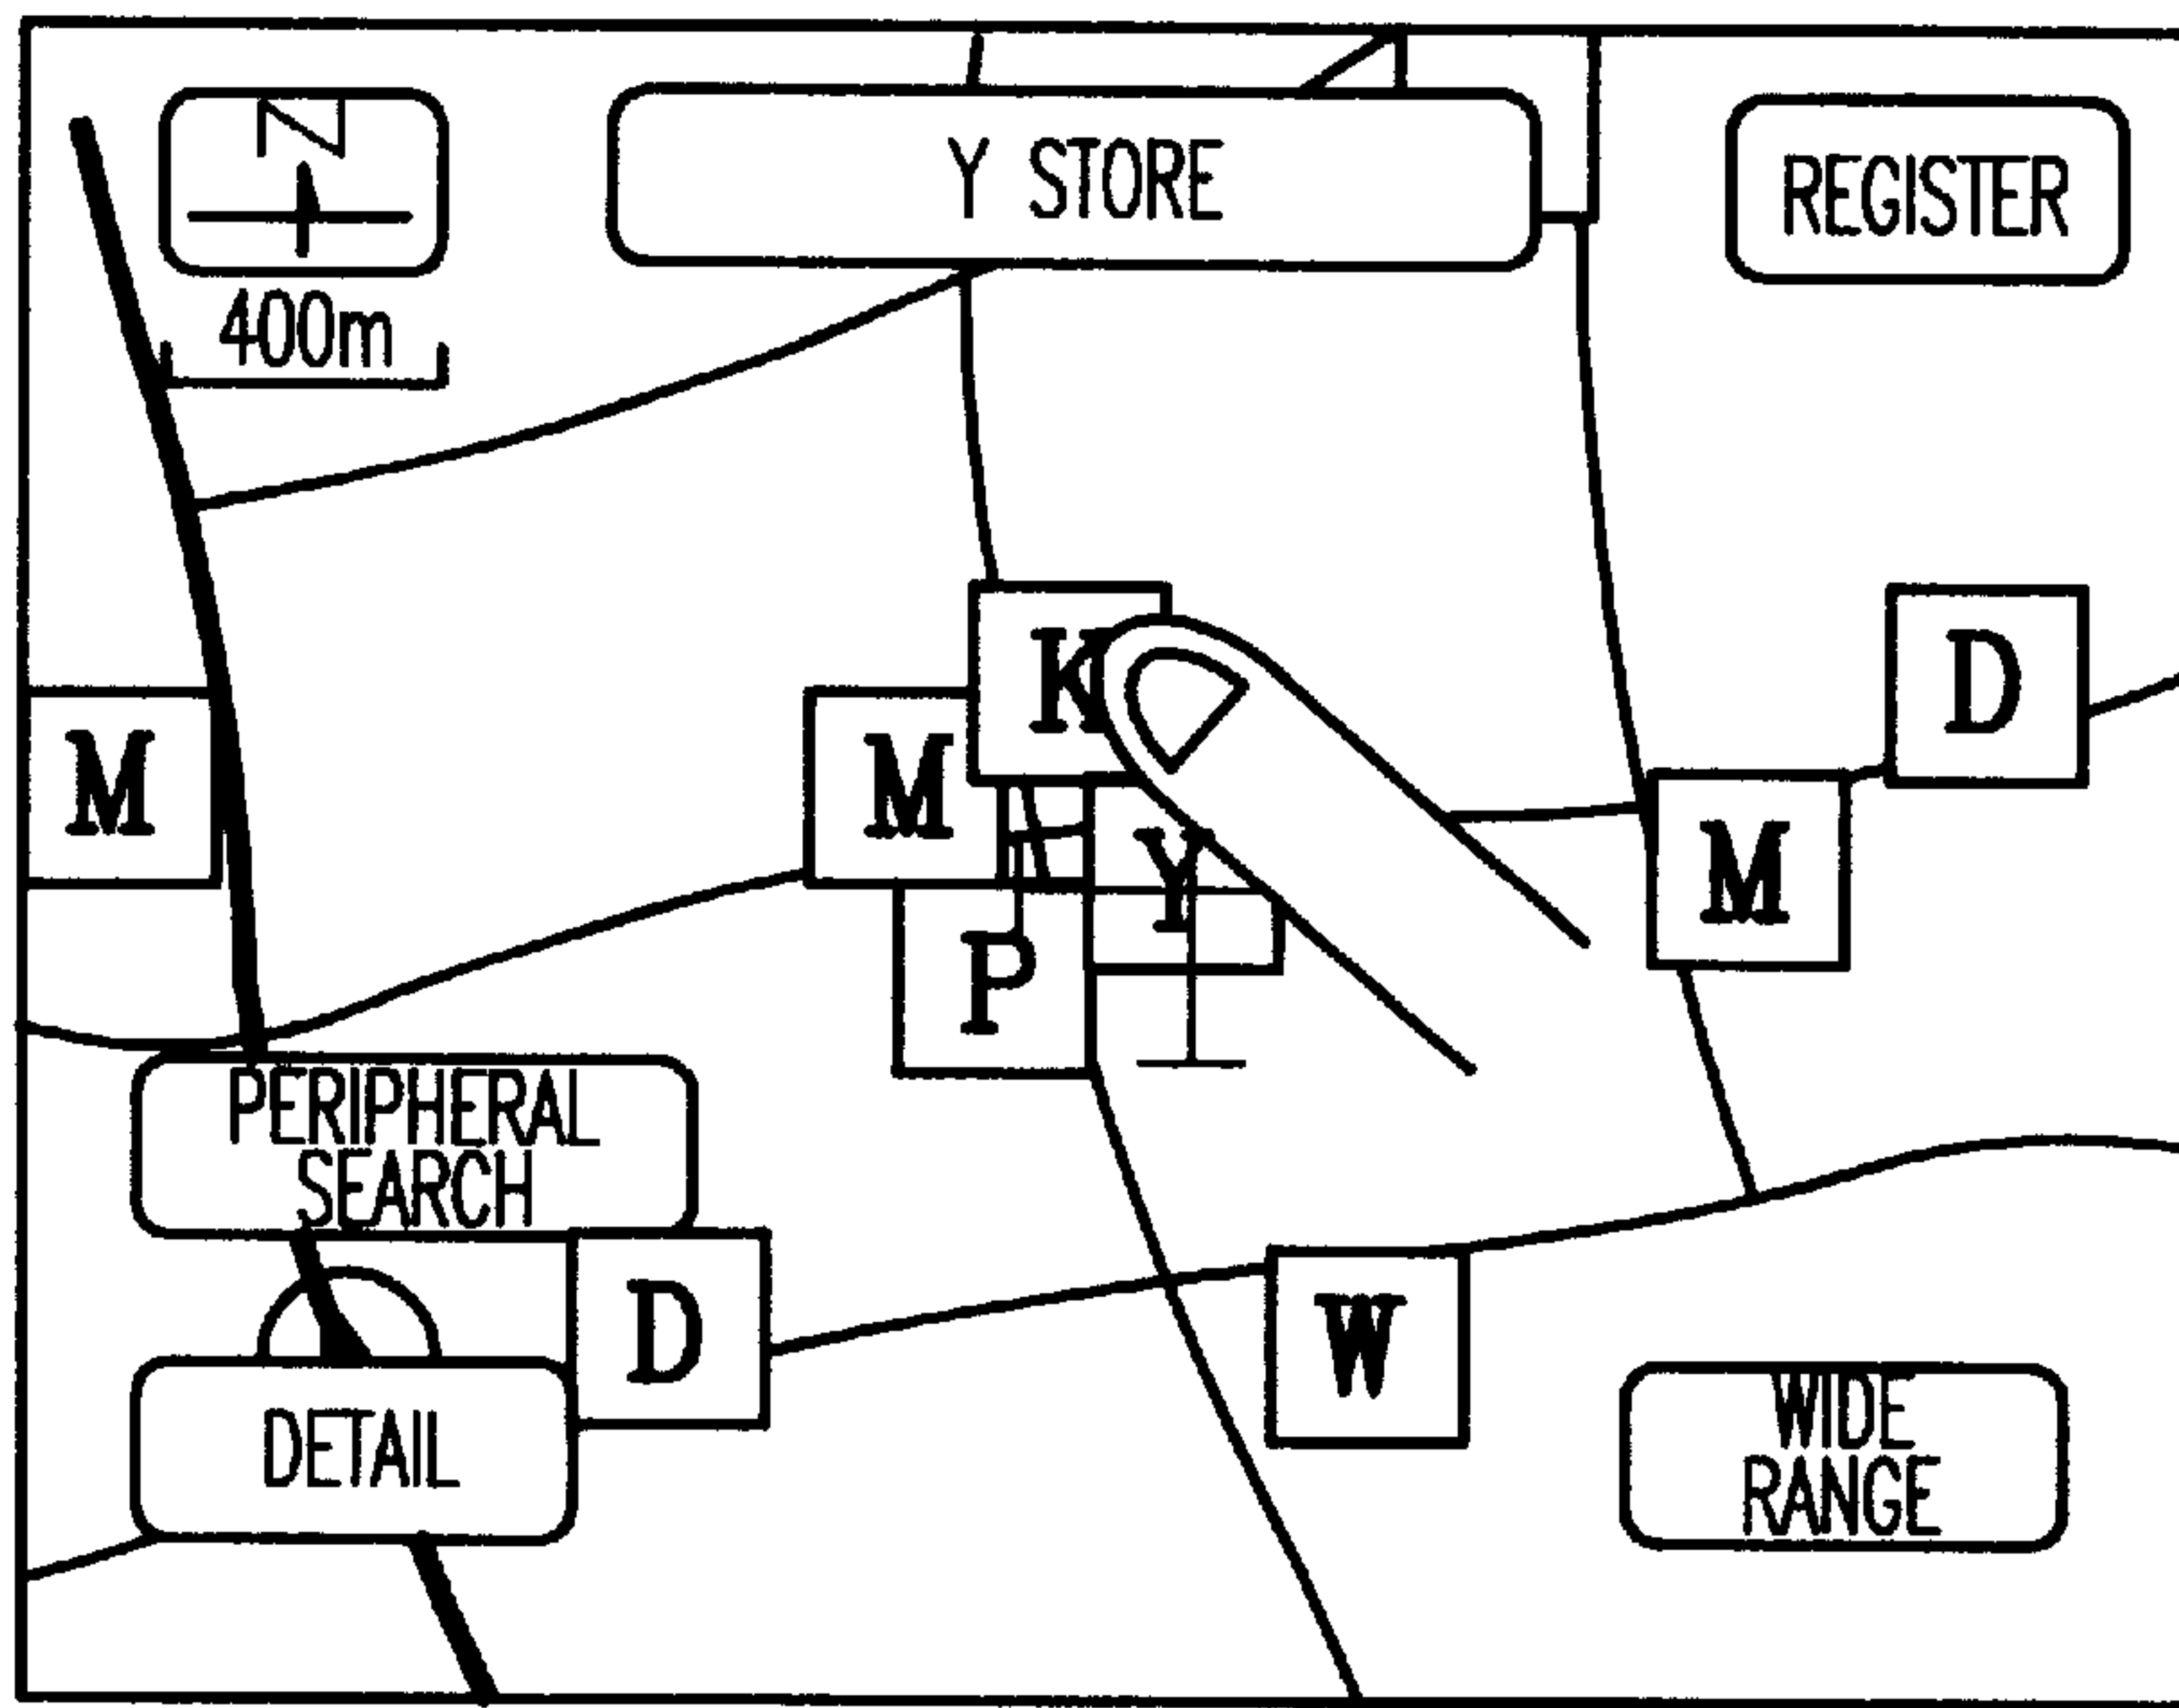 N
Y STORE
REGISTER
400m
K
D
M
M
M
Y
P
PERIPHERAL
SEARCH
D
W
DETAIL
WIDE
RANGE